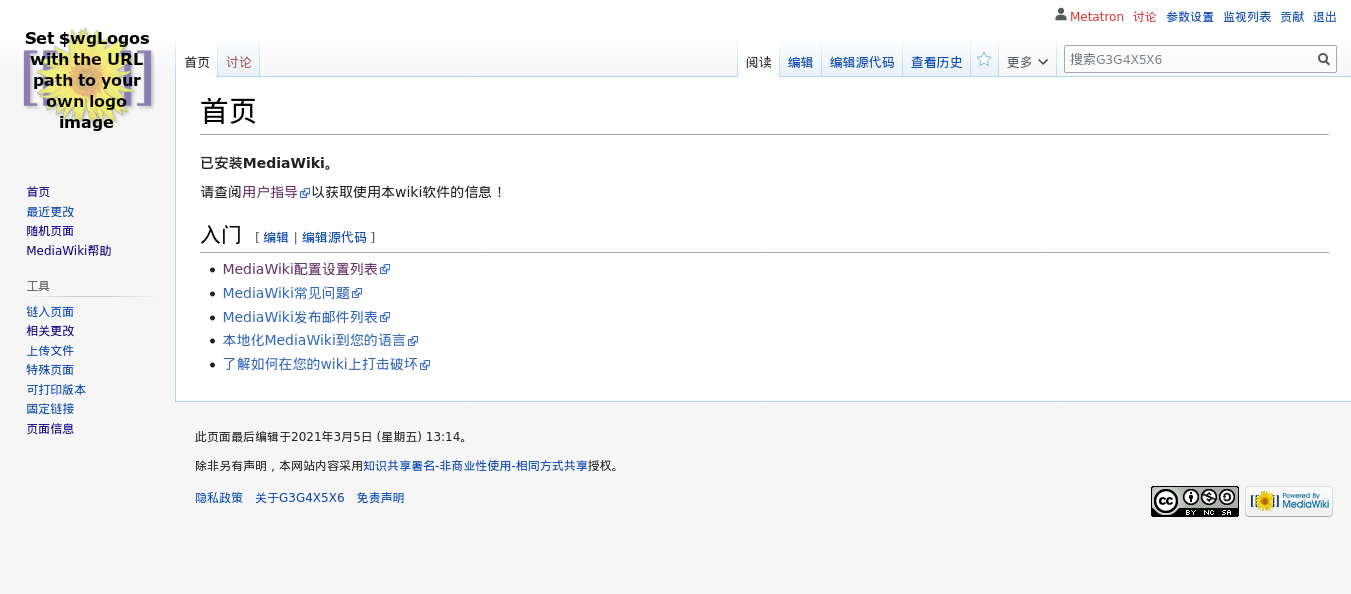 Metatron 讨论 参数设置 监视列表 贡献 退出
Set $wgLogos
with the URL
path to your
own logo
image
首页 讨论 阅读 编辑 编辑源代码 查看历史 更多 搜索G3G4X5X6
首页
已安装MediaWiki。
请查阅用户指导以获取使用本wiki软件的信息！
入门 [ 编辑 | 编辑源代码 ]
MediaWiki配置设置列表
MediaWiki常见问题
MediaWiki发布邮件列表
本地化MediaWiki到您的语言
了解如何在您的wiki上打击破坏
首页
最近更改
随机页面
MediaWiki帮助
工具
链入页面
相关更改
上传文件
特殊页面
可打印版本
固定链接
页面信息
此页面最后编辑于2021年3月5日 (星期五) 13:14。
除非另有声明，本网站内容采用知识共享署名-非商业性使用-相同方式共享授权。
隐私政策 关于G3G4X5X6 免责声明
cc BY NC SA
Powered By
MediaWiki